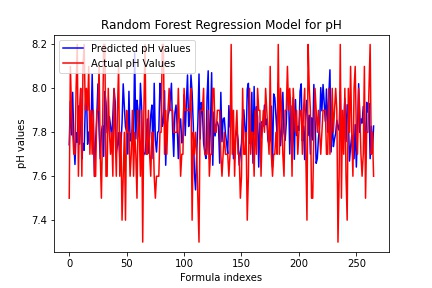 Random Forest Regression Model for pH
Predicted pH values
Actual pH Values
pH values
8.2
8.0
7.8
7.6
7.4
0 50 100 150 200 250
Formula indexes